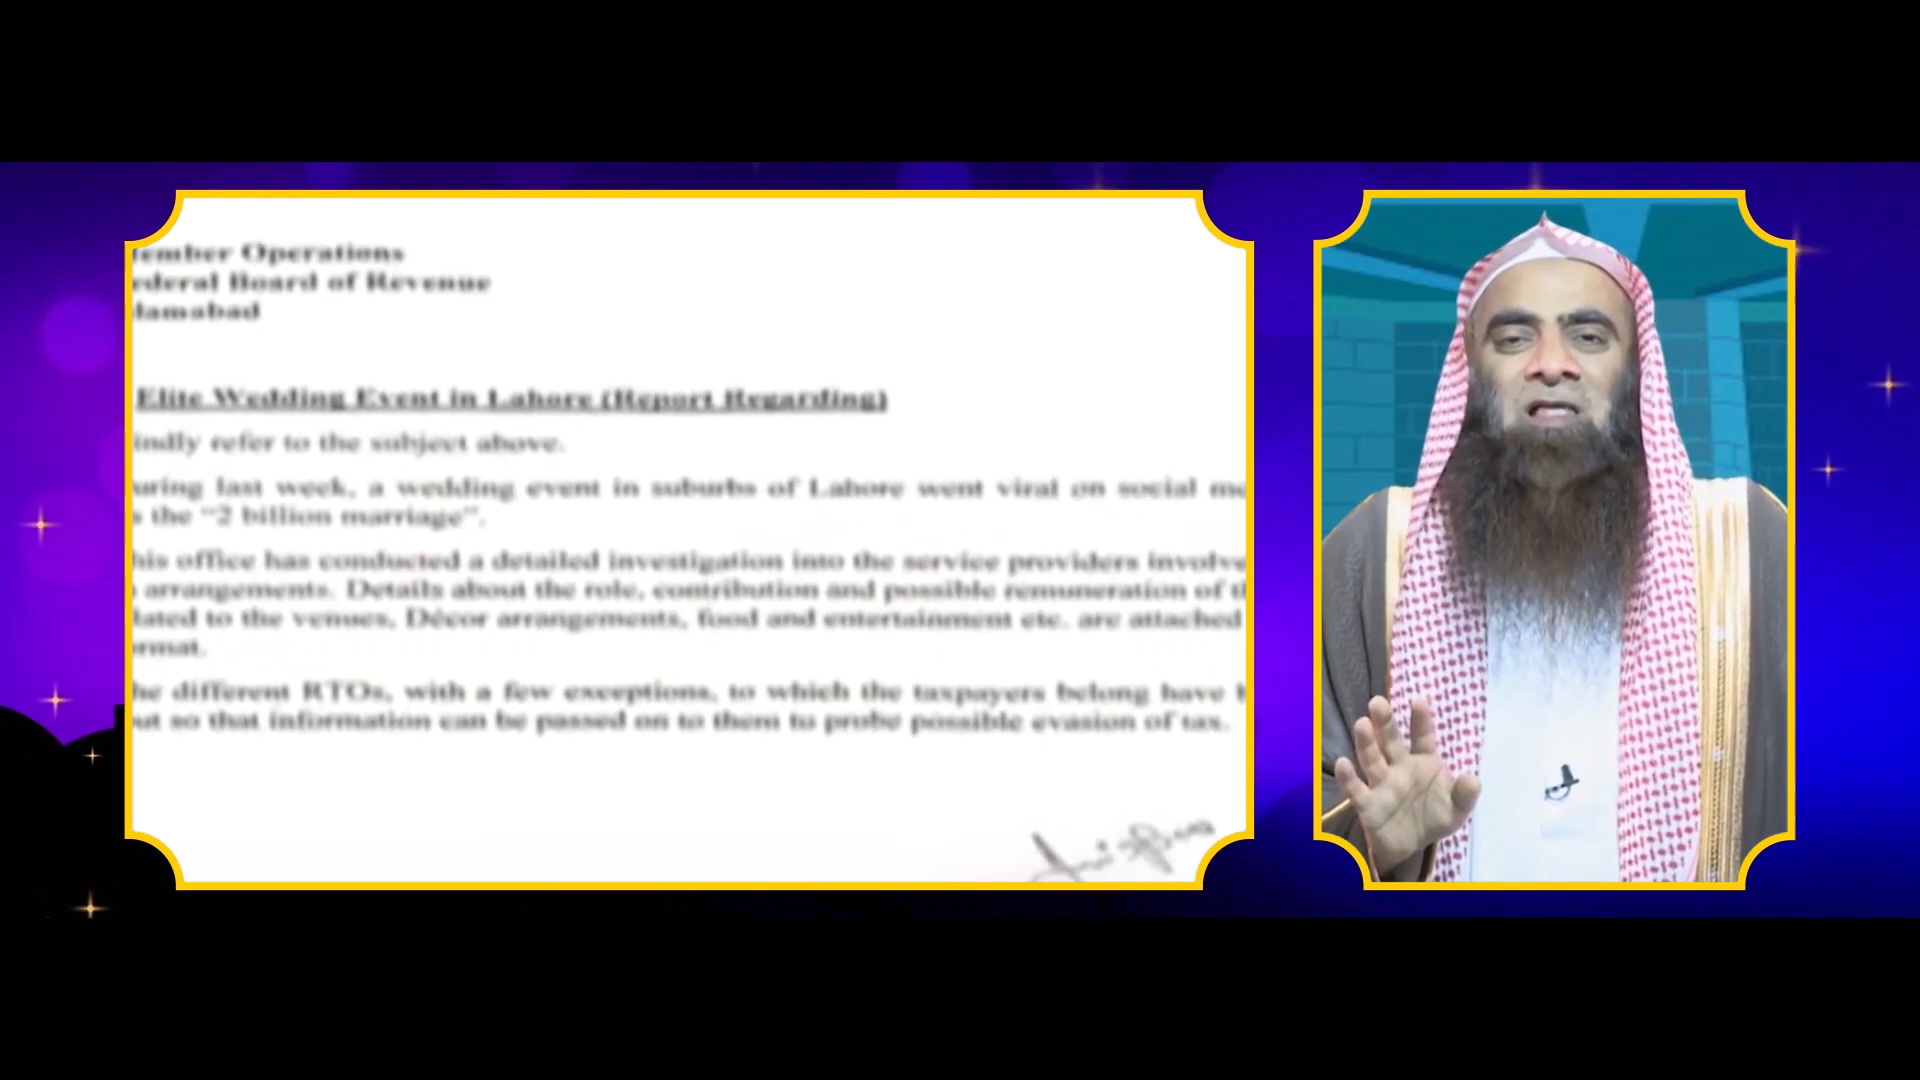 ember Operations
ederal Board of Revenue
lamabad
Elite Wedding Event in Lahore (Report Regarding)
indly refer to the subject above.
uring last week, a wedding event in suburbs of Lahore went viral on social me
s the “2 billion marriage”.
his office has conducted a detailed investigation into the service providers involve
arrangements. Details about the role, contribution and possible remuneration of th
lated to the venues, Décor arrangements, food and entertainment etc. are attached
ormat.
he different RTOs, with a few exceptions, to which the taxpayers belong have b
out so that information can be passed on to them to probe possible evasion of tax.